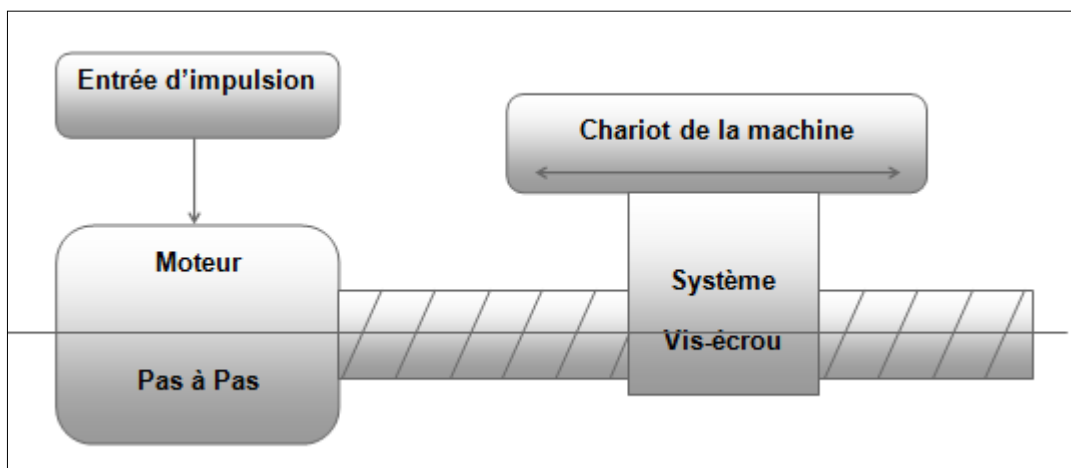 Entrée d’impulsion
Chariot de la machine
Moteur
Pas à Pas
Système
Vis-écrou